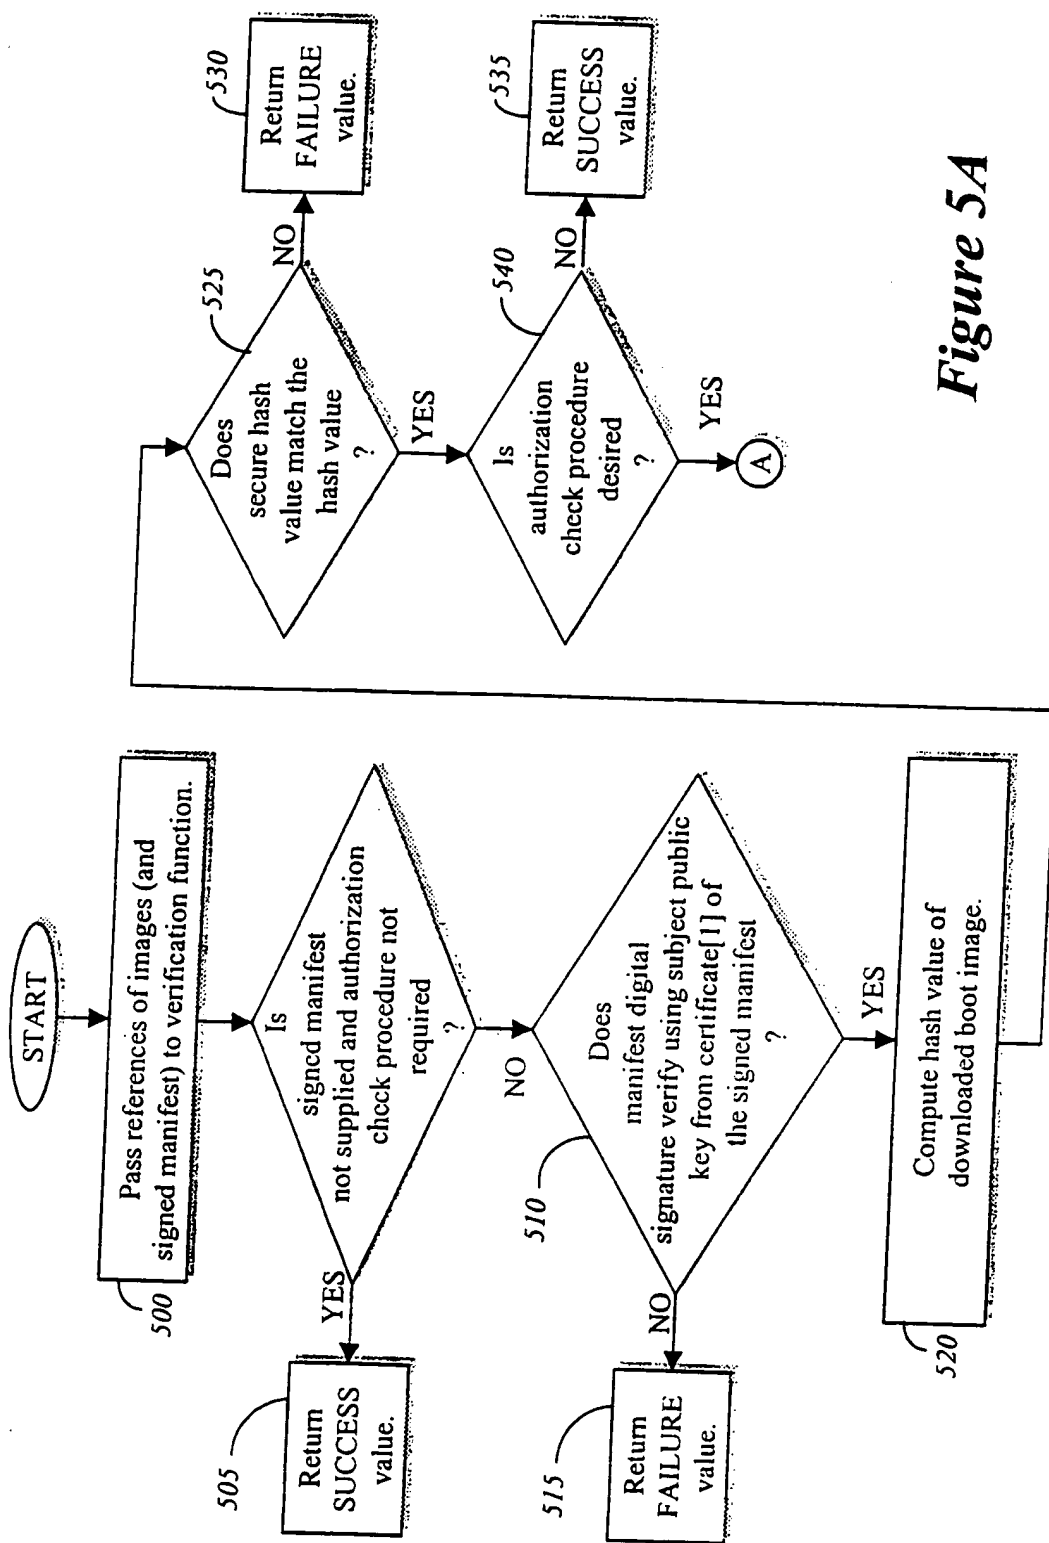 START
Pass references of images (and
signed manifest) to verification function.
500
Is
signed manifest
not supplied and authorization
check procedure not
required
?
YES
NO
505
Return
SUCCESS
value.
510
Does
manifest digital
signature verify using subject public
key from certificate[1] of
the signed manifest
?
NO
YES
515
Return
FAILURE
value.
520
Compute hash value of
downloaded boot image.
525
Does
secure hash
value match the
hash value
?
NO
YES
530
Return
FAILURE
value.
540
Is
authorization
check procedure
desired
?
NO
YES
535
Return
SUCCESS
value.
A
Figure 5A